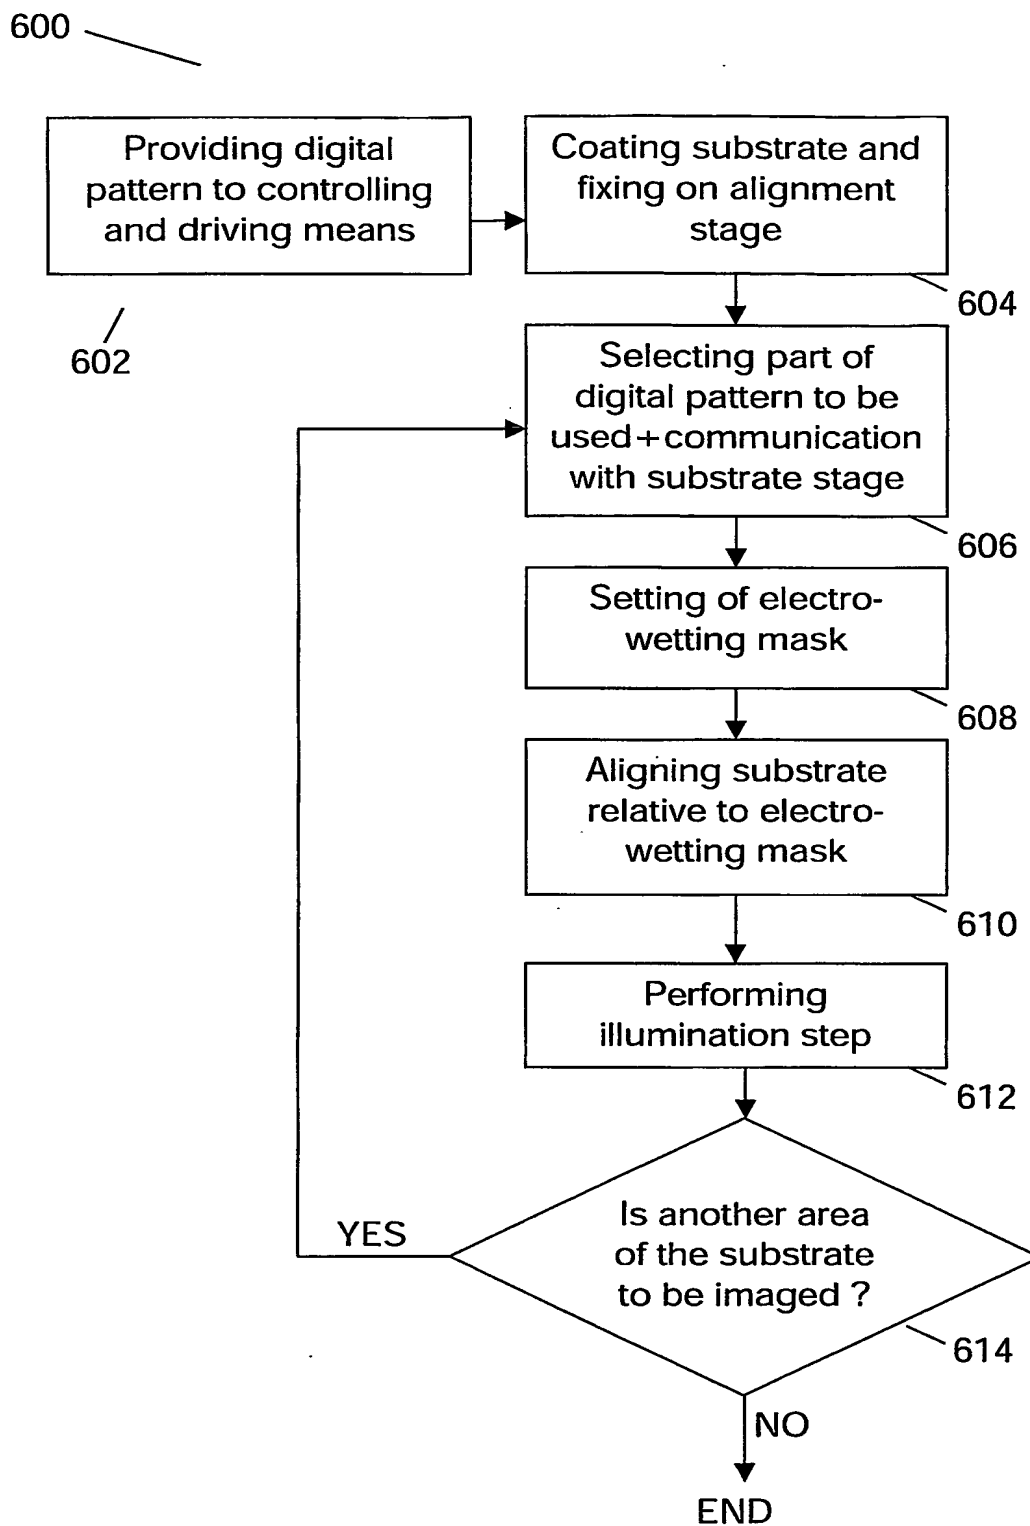 600
Providing digital
pattern to controlling
and driving means
602
Coating substrate and
fixing on alignment
stage
604
Selecting part of
digital pattern to be
used+communication
with substrate stage
606
Setting of electro-
wetting mask
608
Aligning substrate
relative to electro-
wetting mask
610
Performing
illumination step
612
Is another area
of the substrate
to be imaged ?
614
YES
NO
END